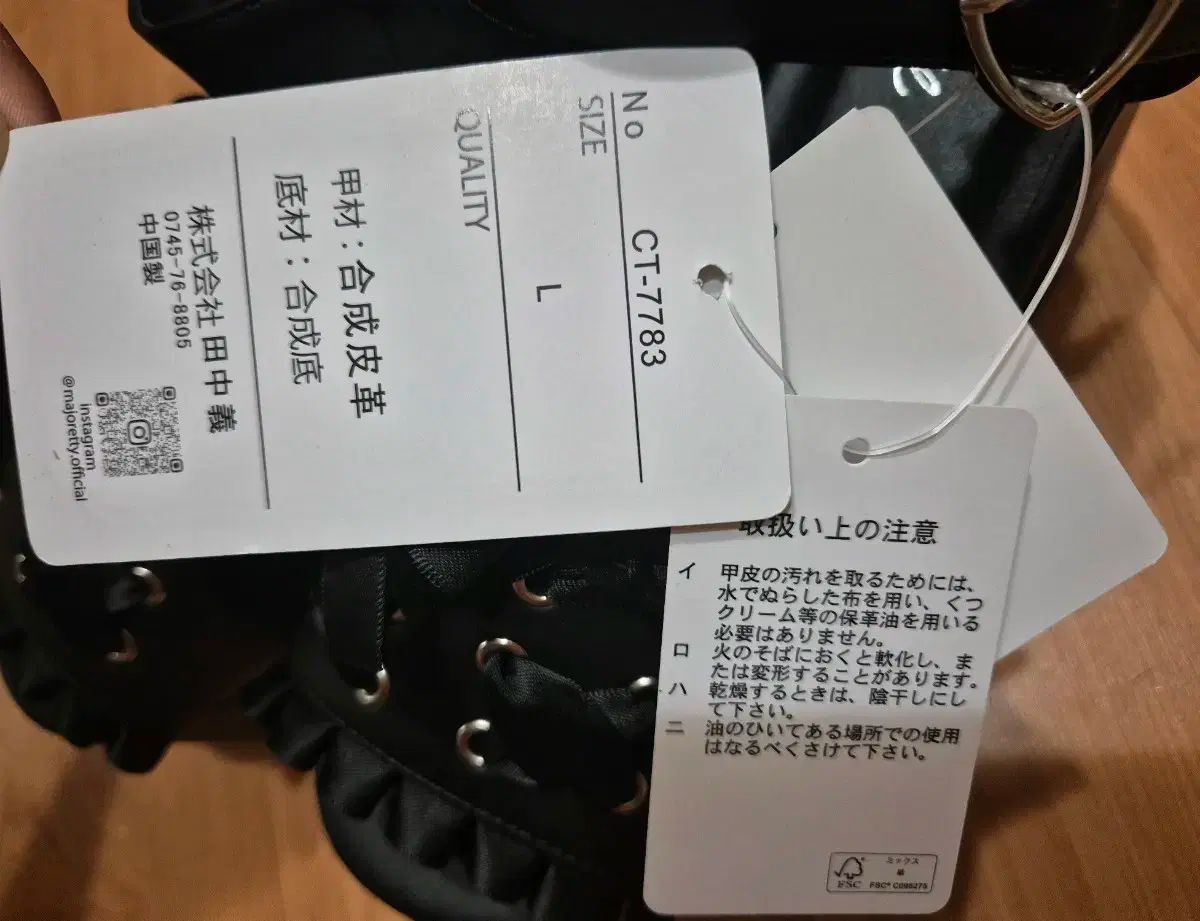 No CT-7783
SIZE
L
QUALITY
甲材：合成皮革
底材：合成底
株式会社田中義
0745-76-8805
中国製
instagram
@majoretty.official
取扱い上の注意
イ 甲皮の汚れを取るためには、
水でぬらした布を用い、くつ
クリーム等の保革油を用いる
必要はありません。
ロ 火のそばにおくと軟化し、ま
たは変形することがあります。
ハ 乾燥するときは、陰干しにし
て下さい。
ニ 油のひいてある場所での使用
はなるべくさけて下さい。
ミックス
紙
FSC
FSC® C095275